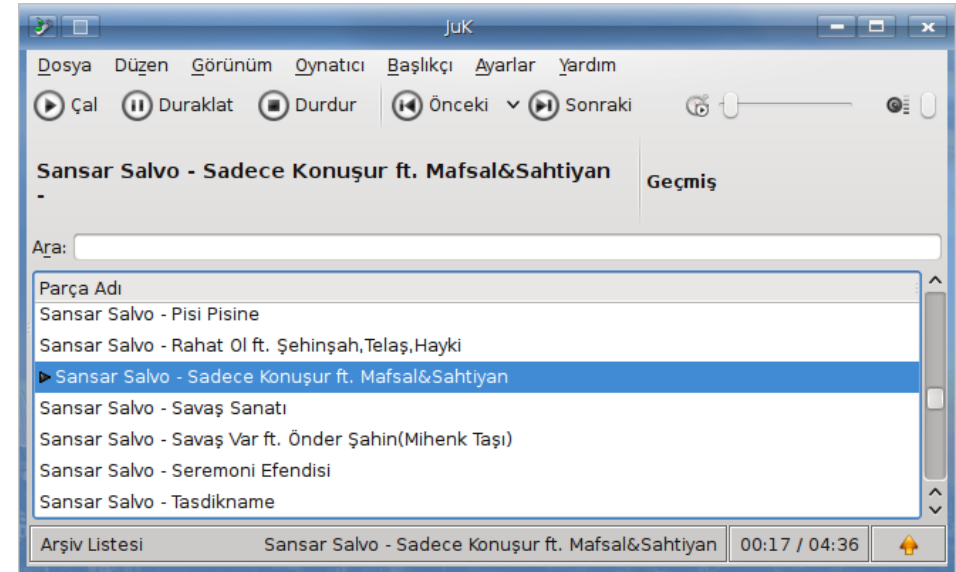 JuK
Dosya Düzen Görünüm Oynatıcı Başlıkçı Ayarlar Yardım
Çal Duraklat Durdur Önceki Sonraki
Sansar Salvo - Sadece Konuşur ft. Mafsal&Sahtiyan
-
Geçmiş
Ara:
Parça Adı
Sansar Salvo - Pisi Pisine
Sansar Salvo - Rahat Ol ft. Şehinşah,Telaş,Hayki
Sansar Salvo - Sadece Konuşur ft. Mafsal&Sahtiyan
Sansar Salvo - Savaş Sanatı
Sansar Salvo - Savaş Var ft. Önder Şahin(Mihenk Taşı)
Sansar Salvo - Seremoni Efendisi
Sansar Salvo - Tasdikname
Arşiv Listesi Sansar Salvo - Sadece Konuşur ft. Mafsal&Sahtiyan 00:17 / 04:36